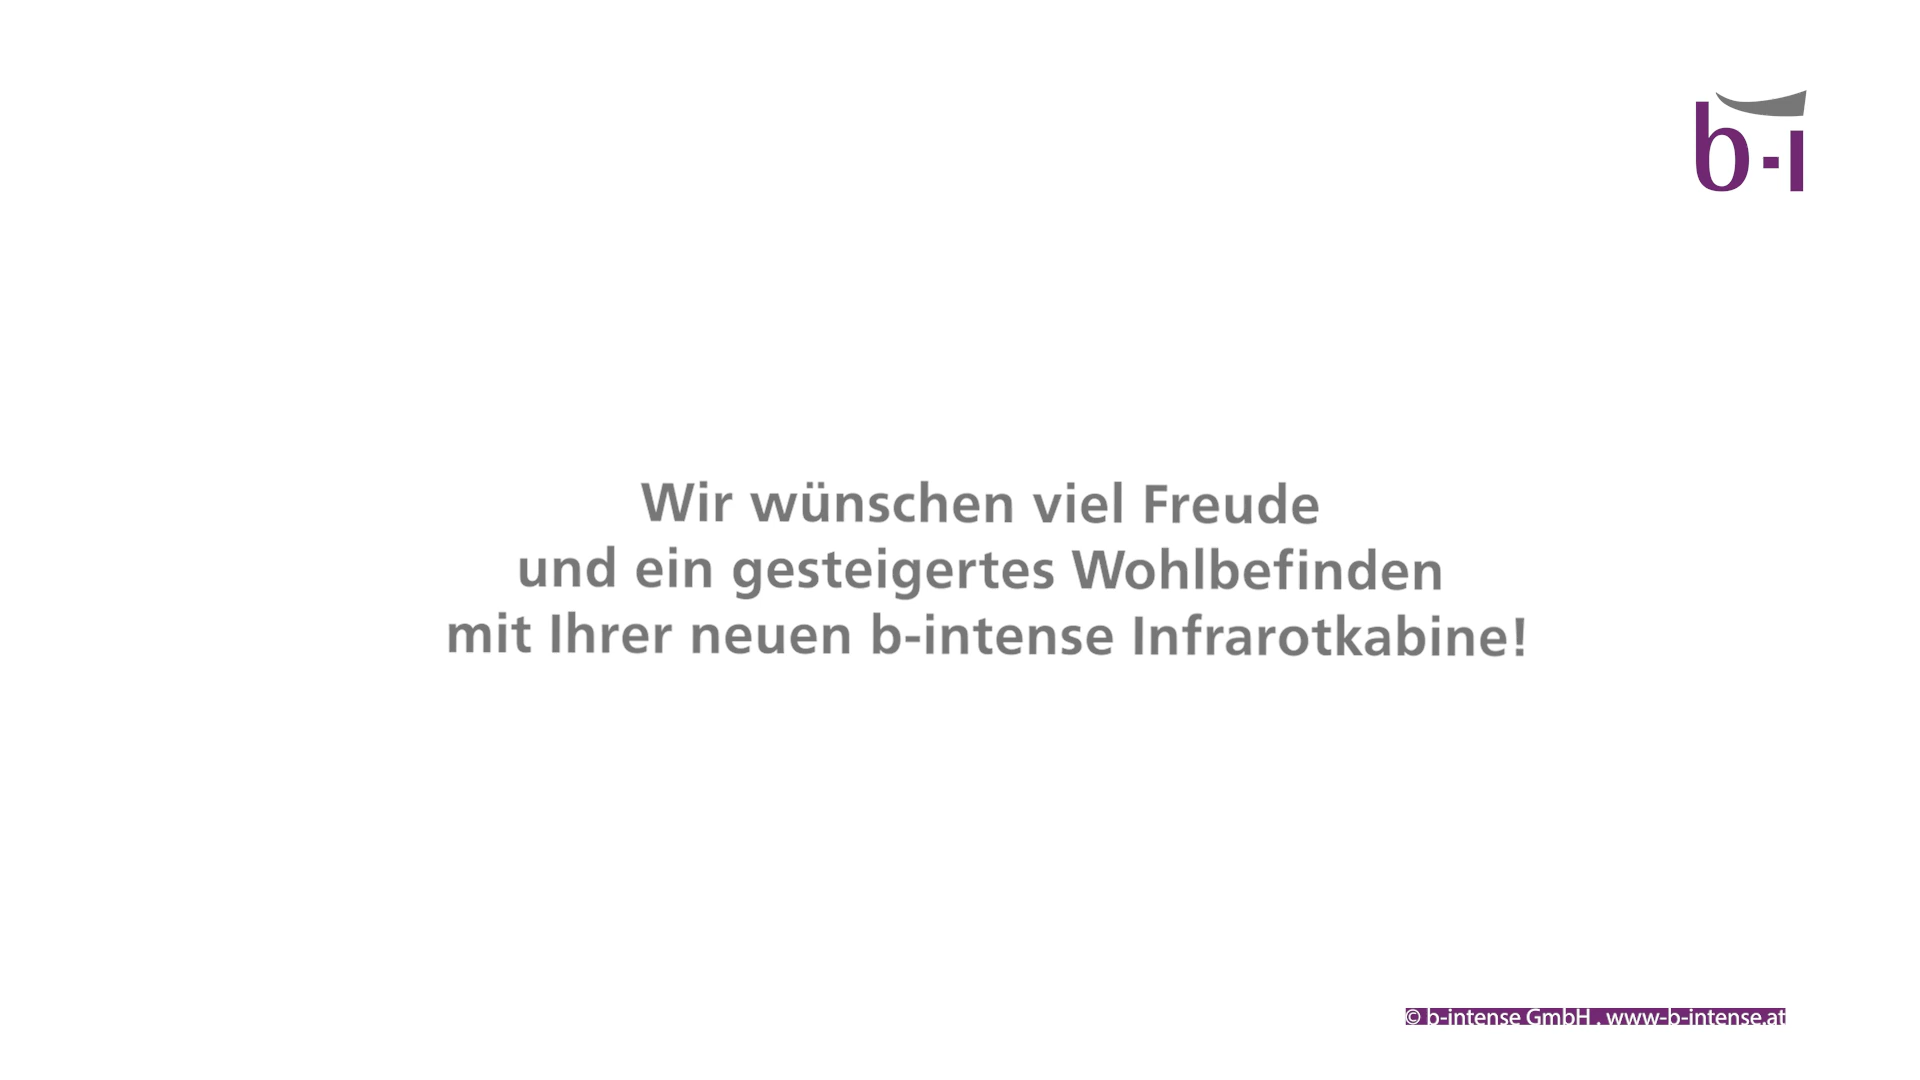 b-i
Wir wünschen viel Freude
und ein gesteigertes Wohlbefinden
mit Ihrer neuen b-intense Infrarotkabine!
© b-intense GmbH . www-b-intense.at